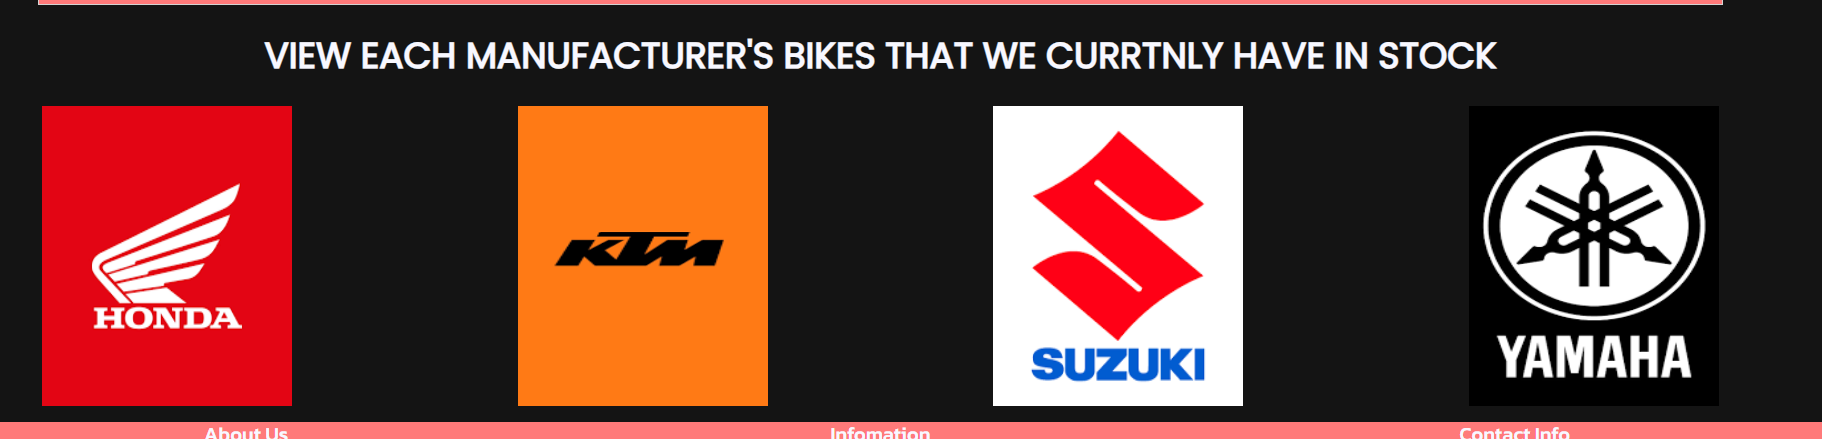 VIEW EACH MANUFACTURER'S BIKES THAT WE CURRTNLY HAVE IN STOCK
HONDA
KTM
SUZUKI
YAMAHA
About Us
Infomation
Contact Info